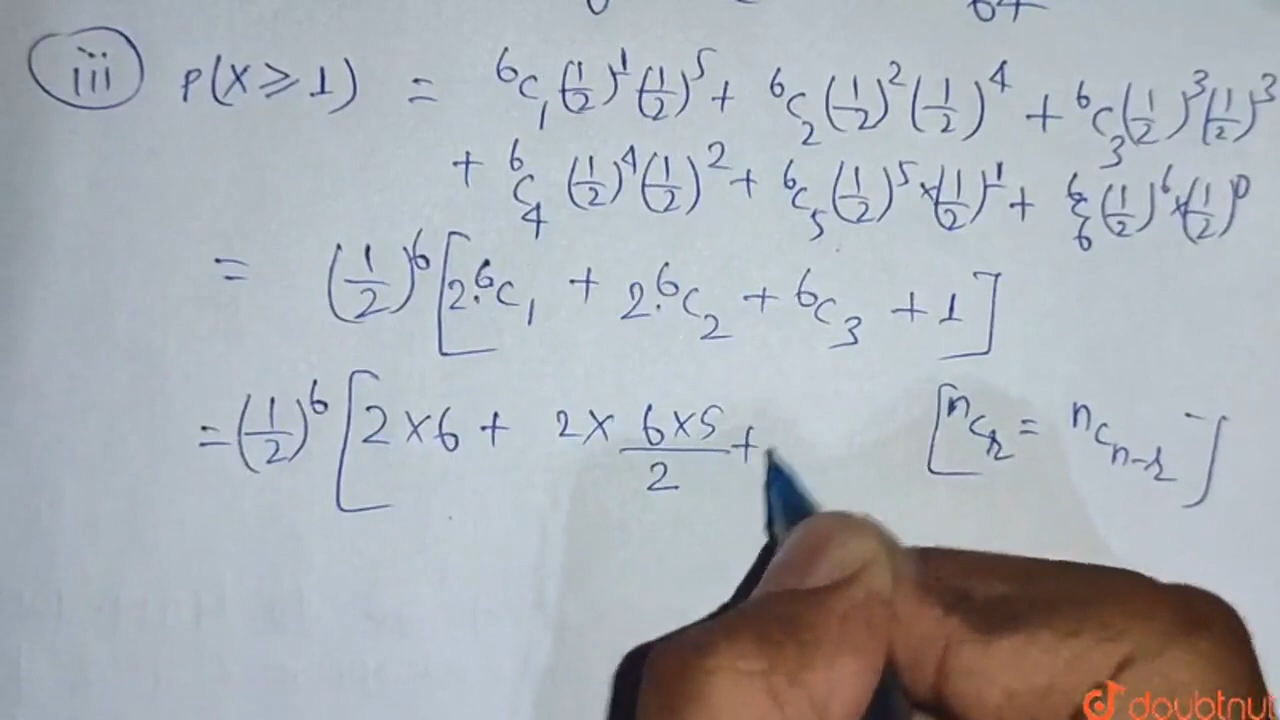 iii P(X ≥ 1) = ⁶C₁ (1/2)¹ (1/2)⁵ + ⁶C₂ (1/2)² (1/2)⁴ + ⁶C₃ (1/2)³ (1/2)³
+ ⁶C₄ (1/2)⁴ (1/2)² + ⁶C₅ (1/2)⁵ × (1/2)¹ + ⁶C₆ (1/2)⁶ × (1/2)⁰
= (1/2)⁶ [2.⁶C₁ + 2.⁶C₂ + ⁶C₃ + 1]
= (1/2)⁶ [2 × 6 + 2 × 6×5/2 + [ⁿCᵣ = ⁿCₙ₋ᵣ]
doubtnut